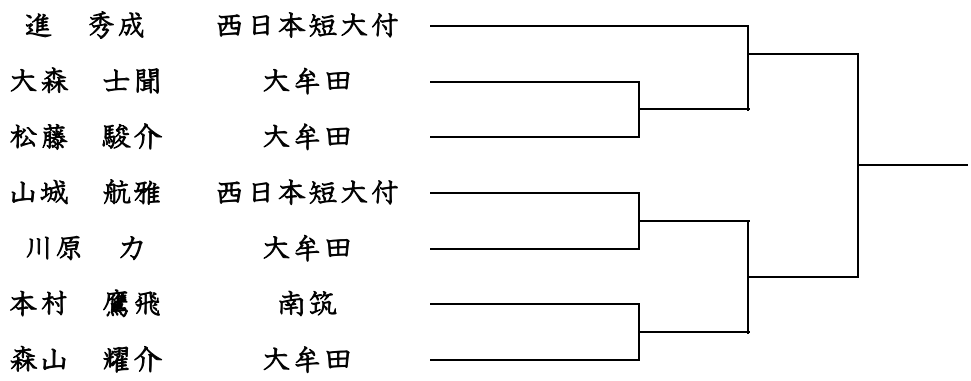 進 秀成 西日本短大付
大森 士聞 大牟田
松藤 駿介 大牟田
山城 航雅 西日本短大付
川原 力 大牟田
本村 鷹飛 南筑
森山 耀介 大牟田